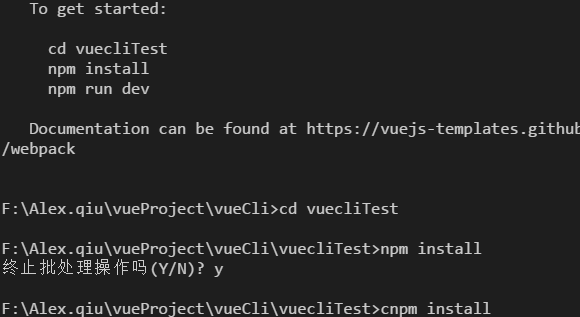 To get started:
cd vuecliTest
npm install
npm run dev
Documentation can be found at https://vuejs-templates.github
/webpack
F:\Alex.qiu\vueProject\vueCli>cd vuecliTest
F:\Alex.qiu\vueProject\vueCli\vuecliTest>npm install
终止批处理操作吗(Y/N)? y
F:\Alex.qiu\vueProject\vueCli\vuecliTest>cnpm install